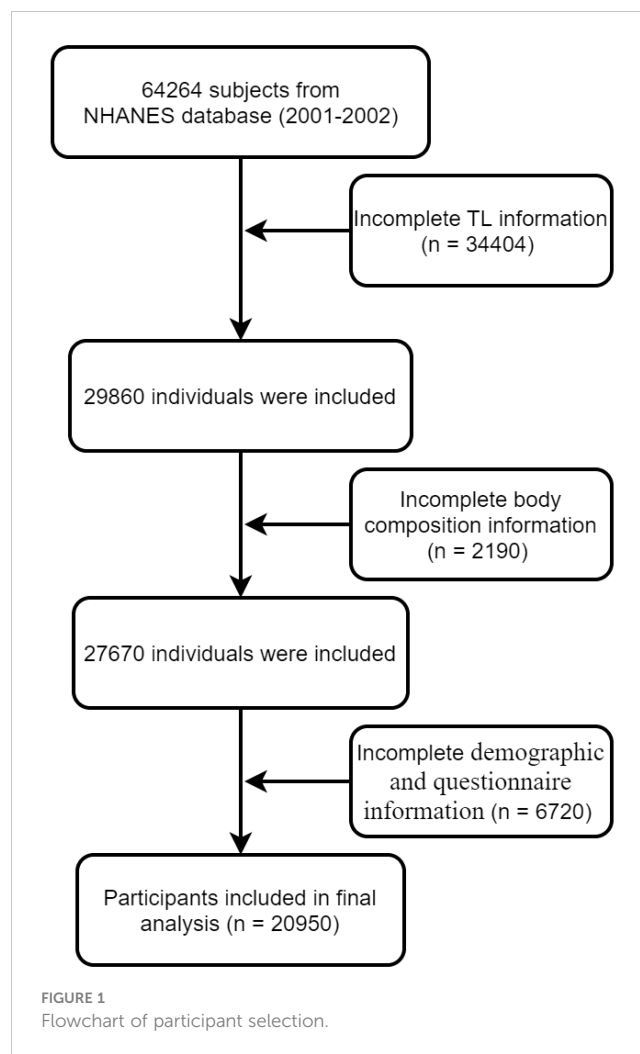 64264 subjects from
NHANES database (2001-2002)
Incomplete TL information
(n = 34404)
29860 individuals were included
Incomplete body
composition information
(n = 2190)
27670 individuals were included
Incomplete demographic
and questionnaire
information (n = 6720)
Participants included in final
analysis (n = 20950)
FIGURE 1
Flowchart of participant selection.